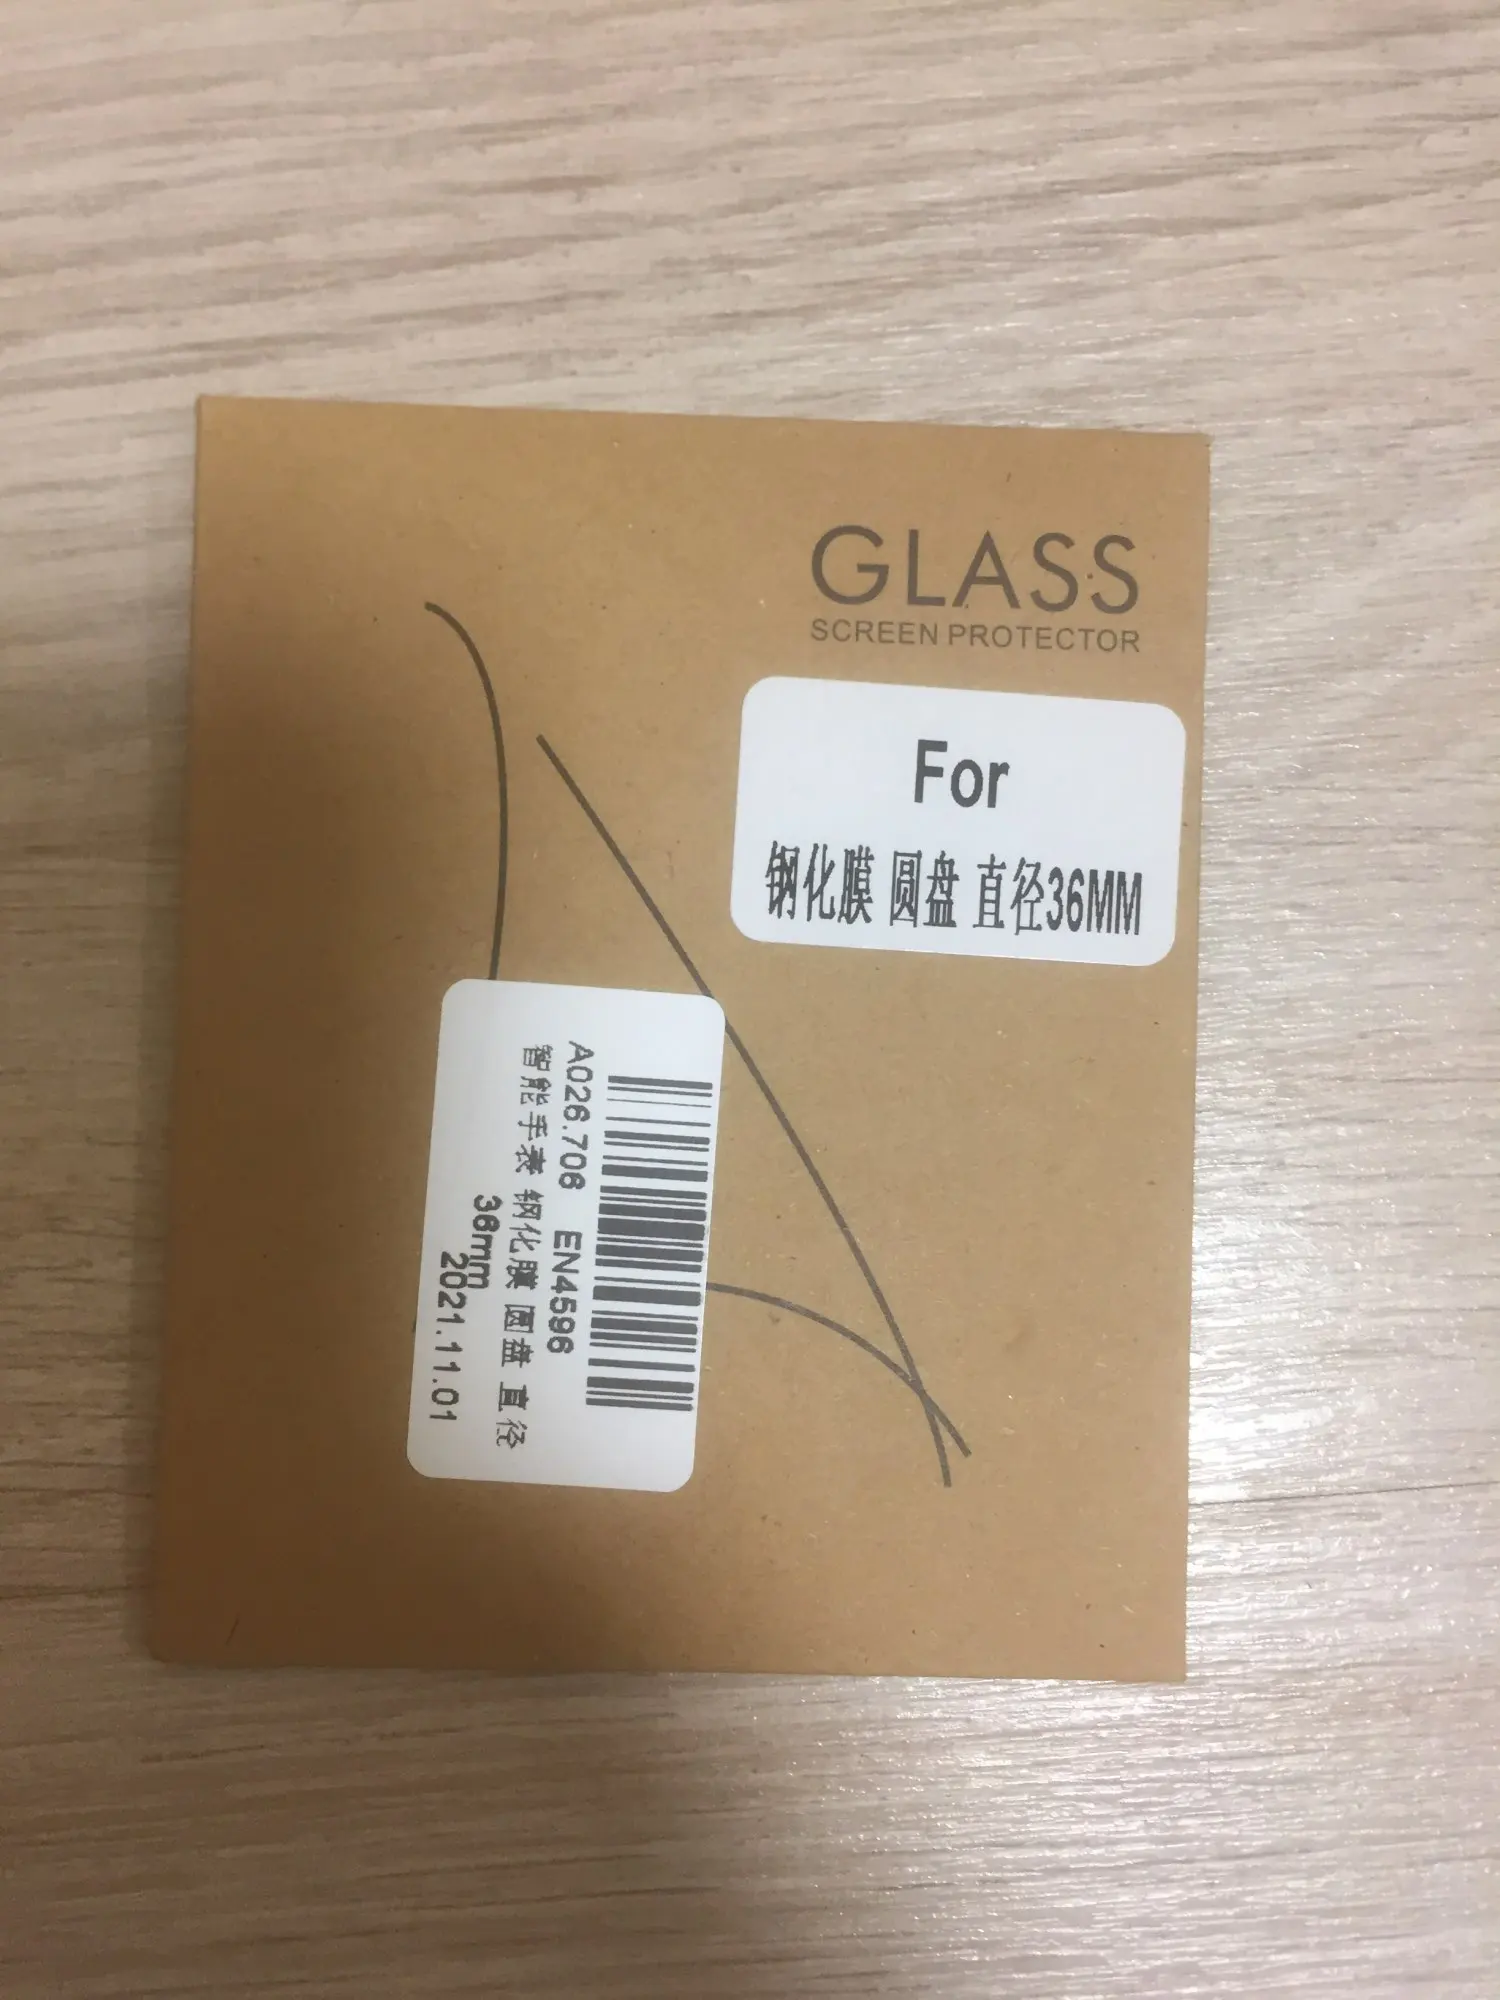 GLASS
SCREEN PROTECTOR
For
钢化膜 圆盘 直径36MM
A026.706 EN4596
智能手表 钢化膜 圆盘 直径
36mm
2021.11.01